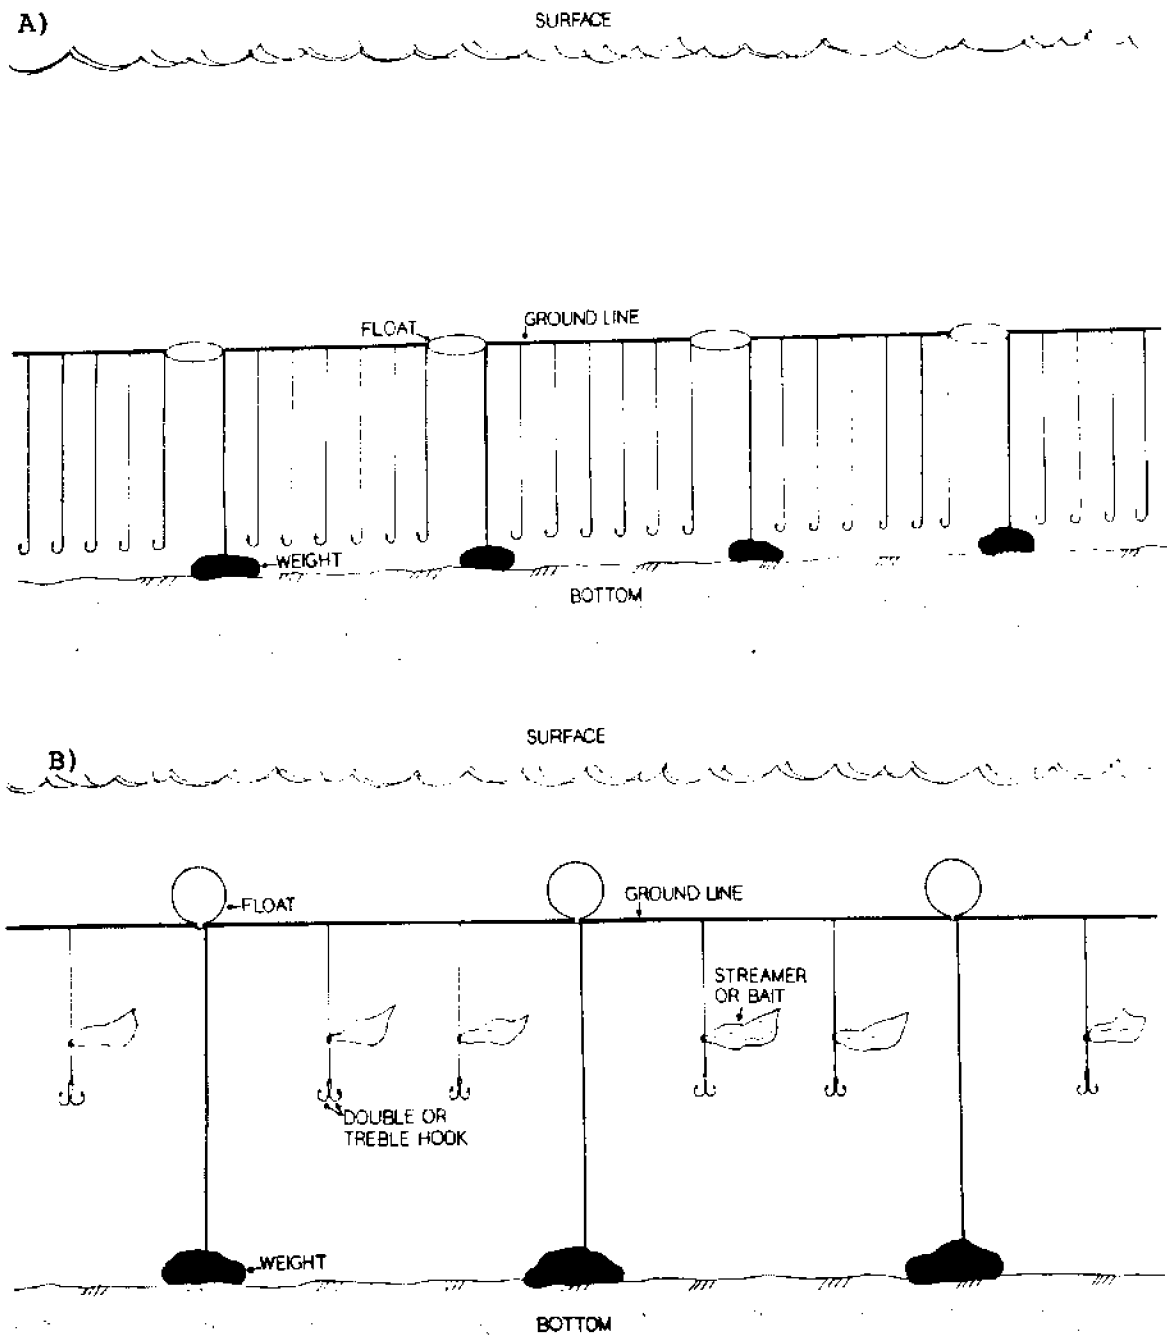 A)
SURFACE
FLOAT
GROUND LINE
WEIGHT
BOTTOM
SURFACE
B)
FLOAT
GROUND LINE
STREAMER
OR BAIT
DOUBLE OR
TREBLE HOOK
WEIGHT
BOTTOM